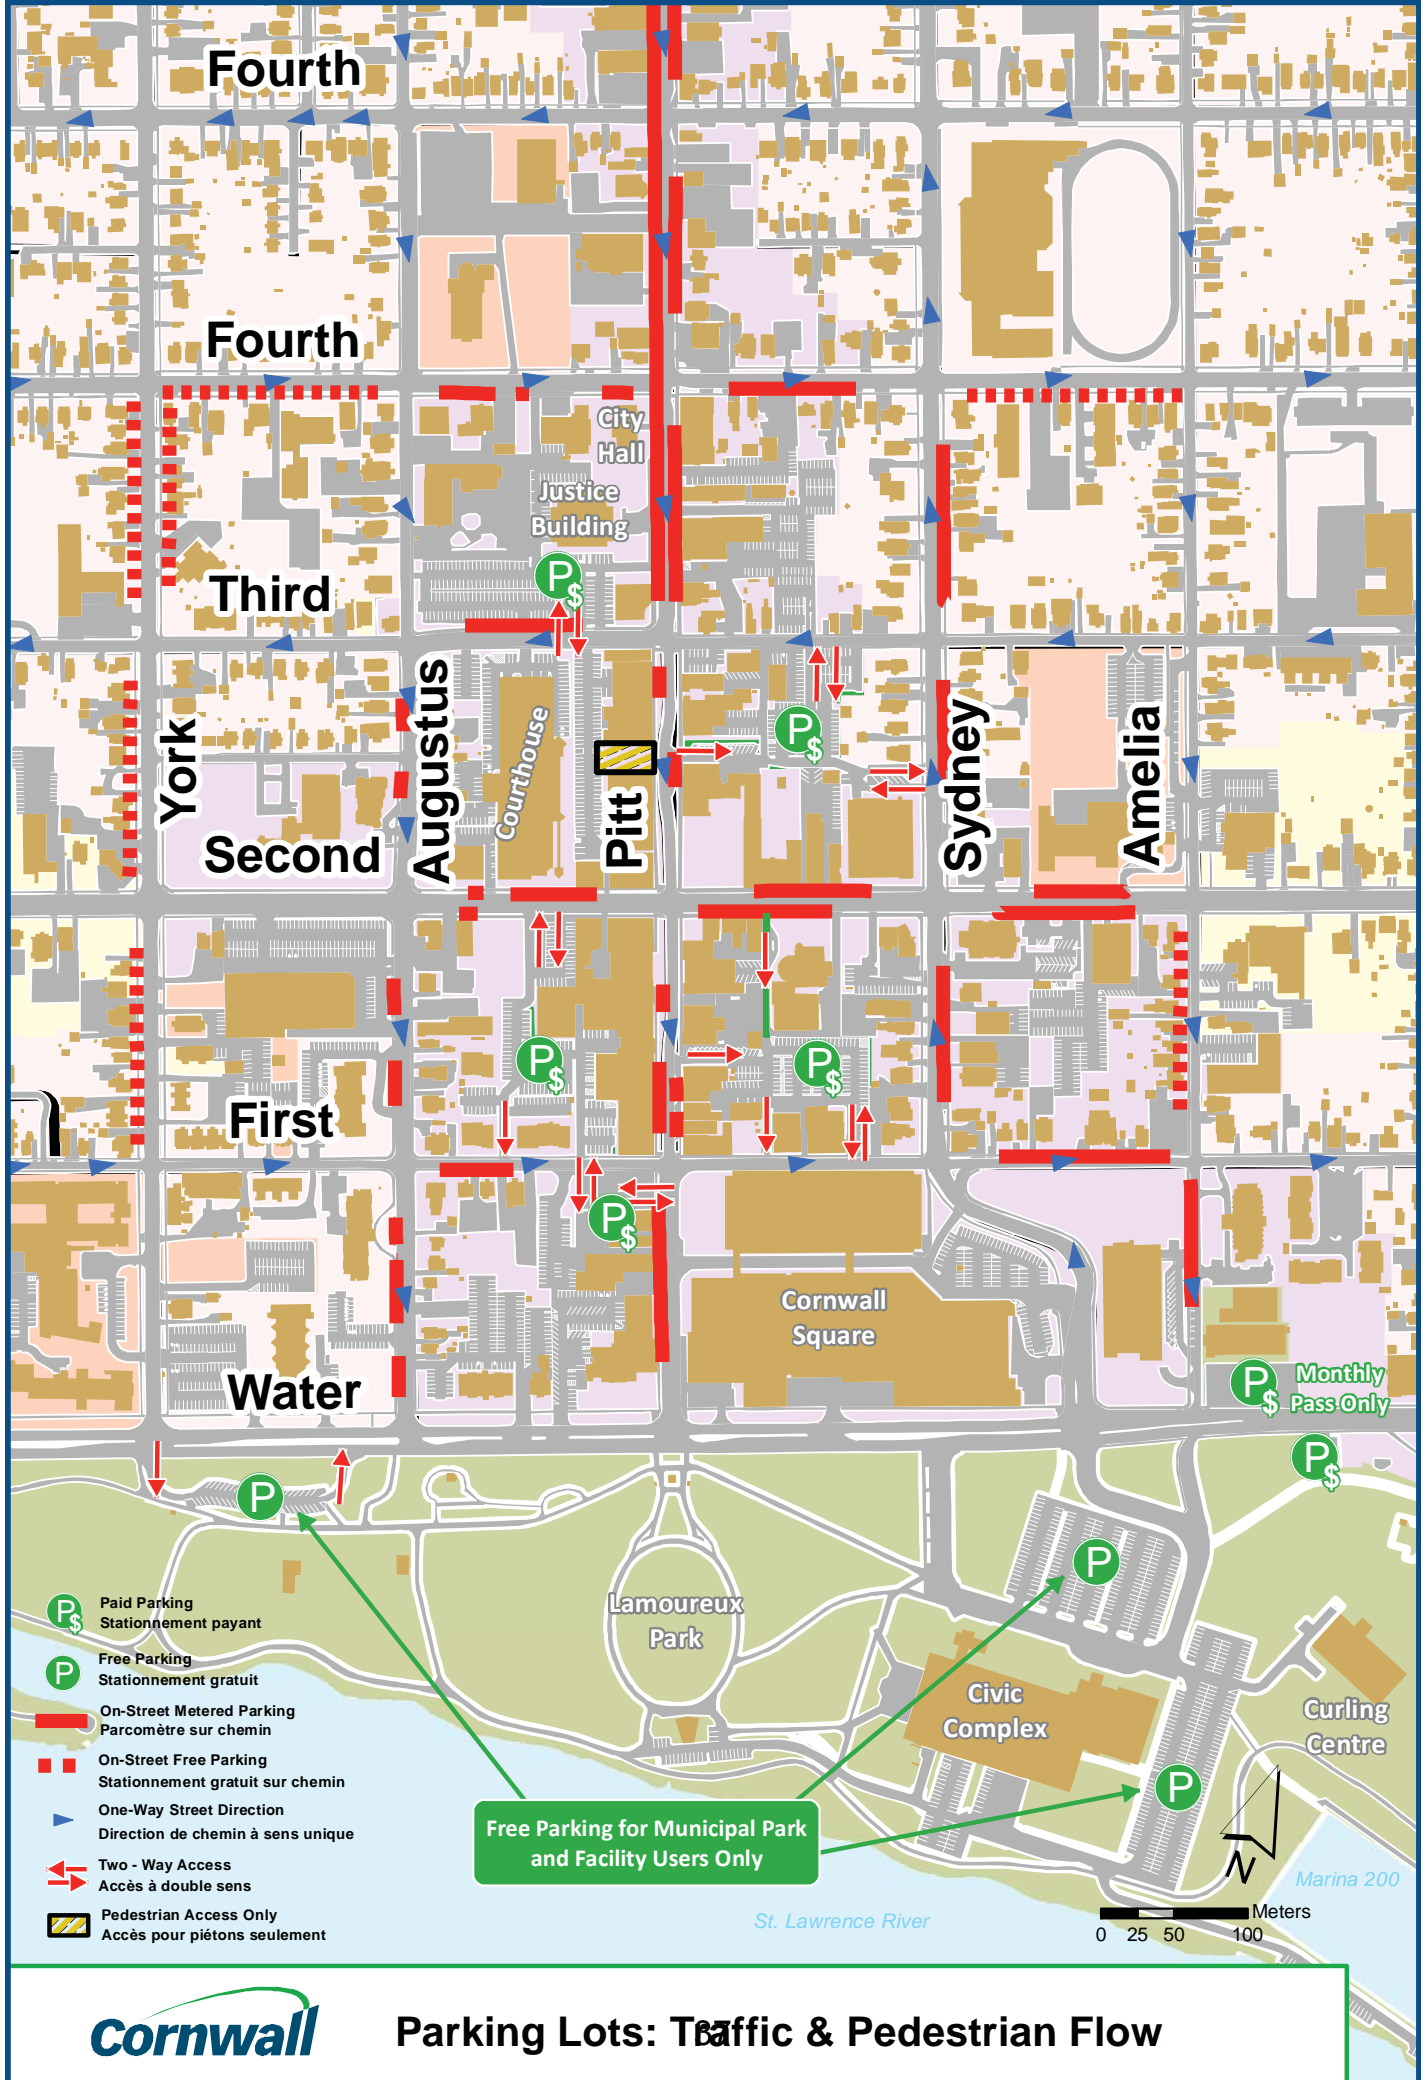 Fourth
Fourth
City
Hall
Justice
Building
P$
Third
York
Augustus
Courthouse
Pitt
P$
Sydney
Amelia
Second
P$
P$
First
P$
Cornwall
Square
Water
P$
Monthly
Pass Only
P$
P
P
Lamoureux
Park
Civic
Complex
P
Curling
Centre
P$ Paid Parking
Stationnement payant
P Free Parking
Stationnement gratuit
On-Street Metered Parking
Parcomètre sur chemin
On-Street Free Parking
Stationnement gratuit sur chemin
One-Way Street Direction
Direction de chemin à sens unique
Two - Way Access
Accès à double sens
Pedestrian Access Only
Accès pour piétons seulement
Free Parking for Municipal Park
and Facility Users Only
N
Marina 200
St. Lawrence River
Meters
0 25 50 100
Cornwall
Parking Lots: Traffic & Pedestrian Flow
37